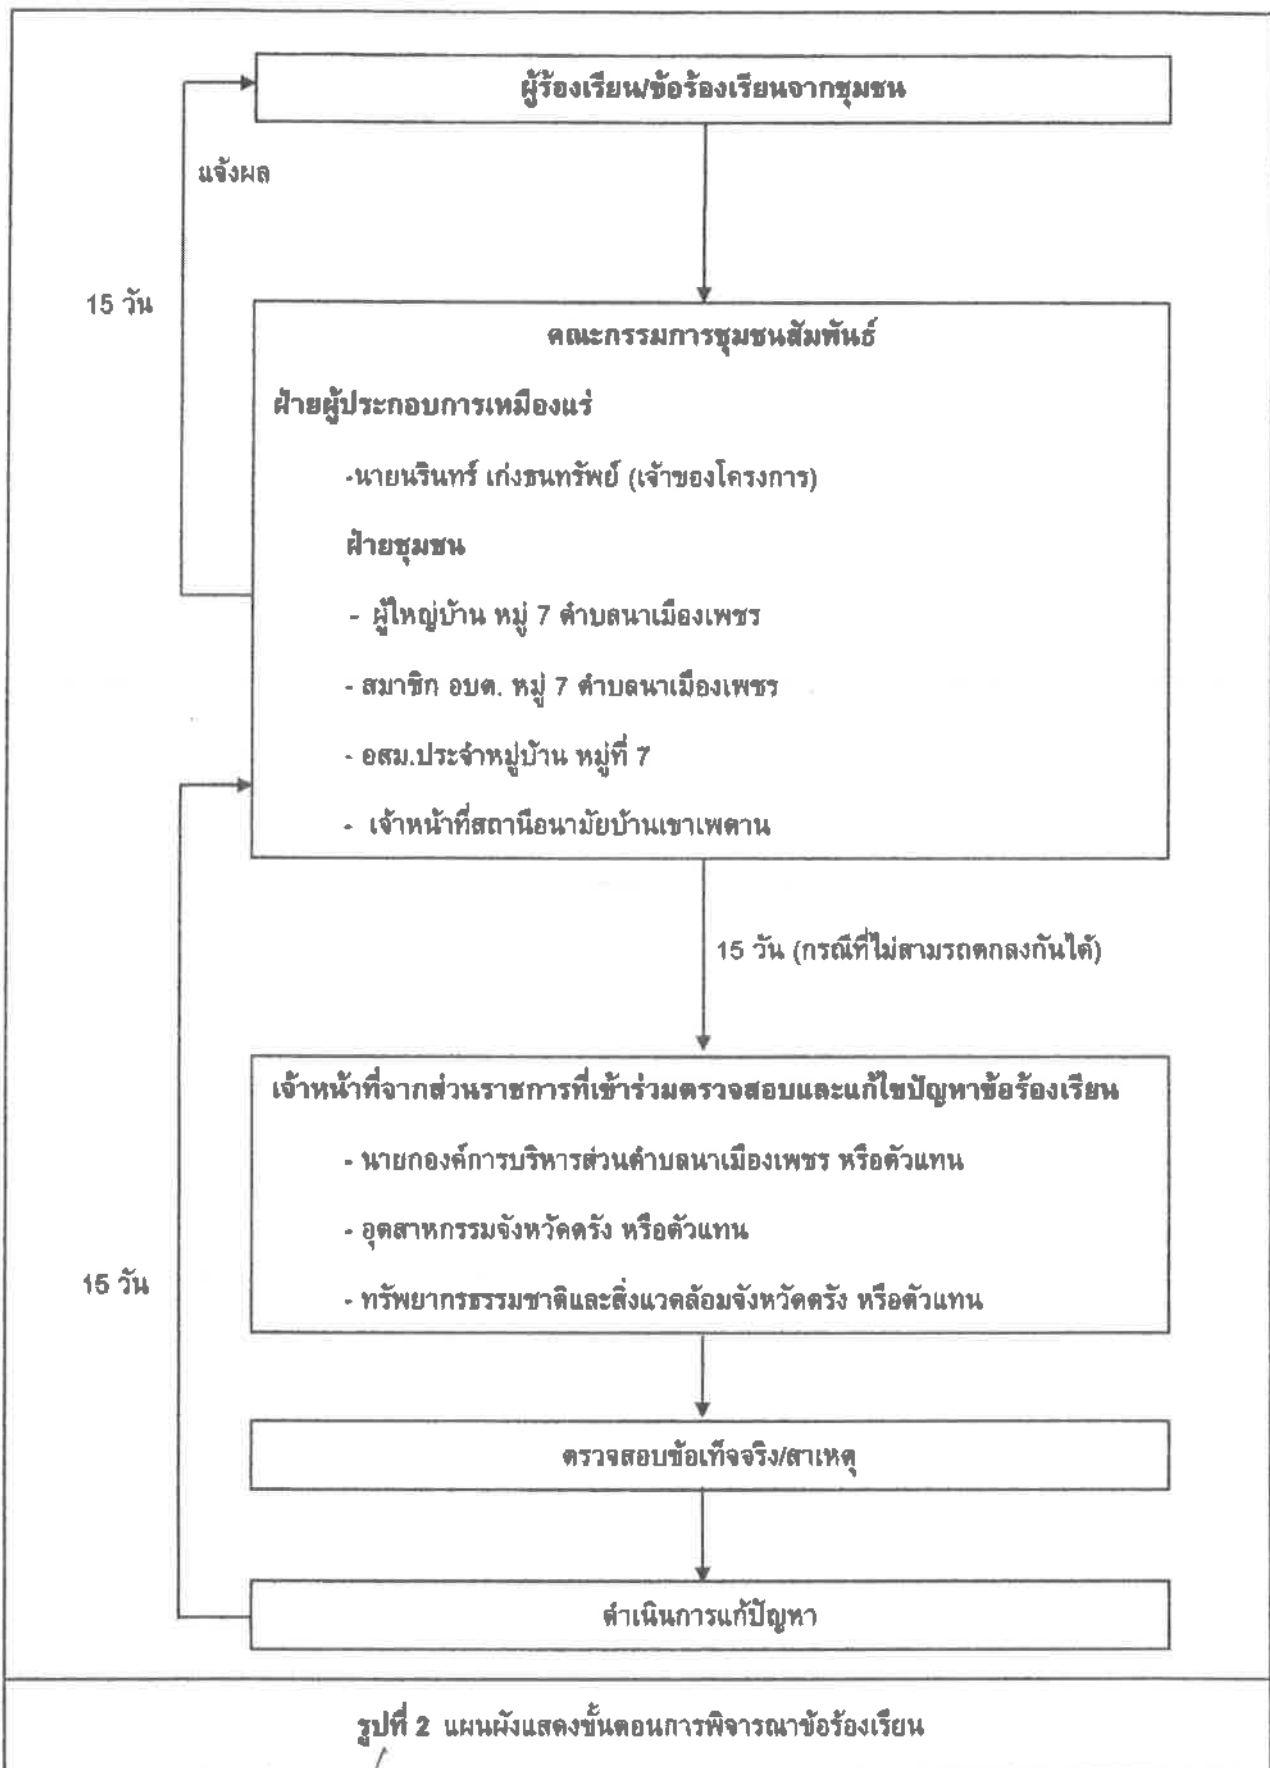 ผู้ร้องเรียน/ข้อร้องเรียนจากชุมชน
แจ้งผล
15 วัน
คณะกรรมการชุมชนสัมพันธ์
ฝ่ายผู้ประกอบการเหมืองแร่
-นายนรินทร์ เก่งธนทรัพย์ (เจ้าของโครงการ)
ฝ่ายชุมชน
- ผู้ใหญ่บ้าน หมู่ 7 ตำบลนาเมืองเพชร
- สมาชิก อบต. หมู่ 7 ตำบลนาเมืองเพชร
- อสม.ประจำหมู่บ้าน หมู่ที่ 7
- เจ้าหน้าที่สถานีอนามัยบ้านเขาเพดาน
15 วัน (กรณีที่ไม่สามรถตกลงกันได้)
เจ้าหน้าที่จากส่วนราชการที่เข้าร่วมตรวจสอบและแก้ไขปัญหาข้อร้องเรียน
- นายกองค์การบริหารส่วนตำบลนาเมืองเพชร หรือตัวแทน
- อุตสาหกรรมจังหวัดตรัง หรือตัวแทน
15 วัน
- ทรัพยากรธรรมชาติและสิ่งแวดล้อมจังหวัดตรัง หรือตัวแทน
ตรวจสอบข้อเท็จจริง/สาเหตุ
ดำเนินการแก้ปัญหา
รูปที่ 2 แผนผังแสดงขั้นตอนการพิจารณาข้อร้องเรียน